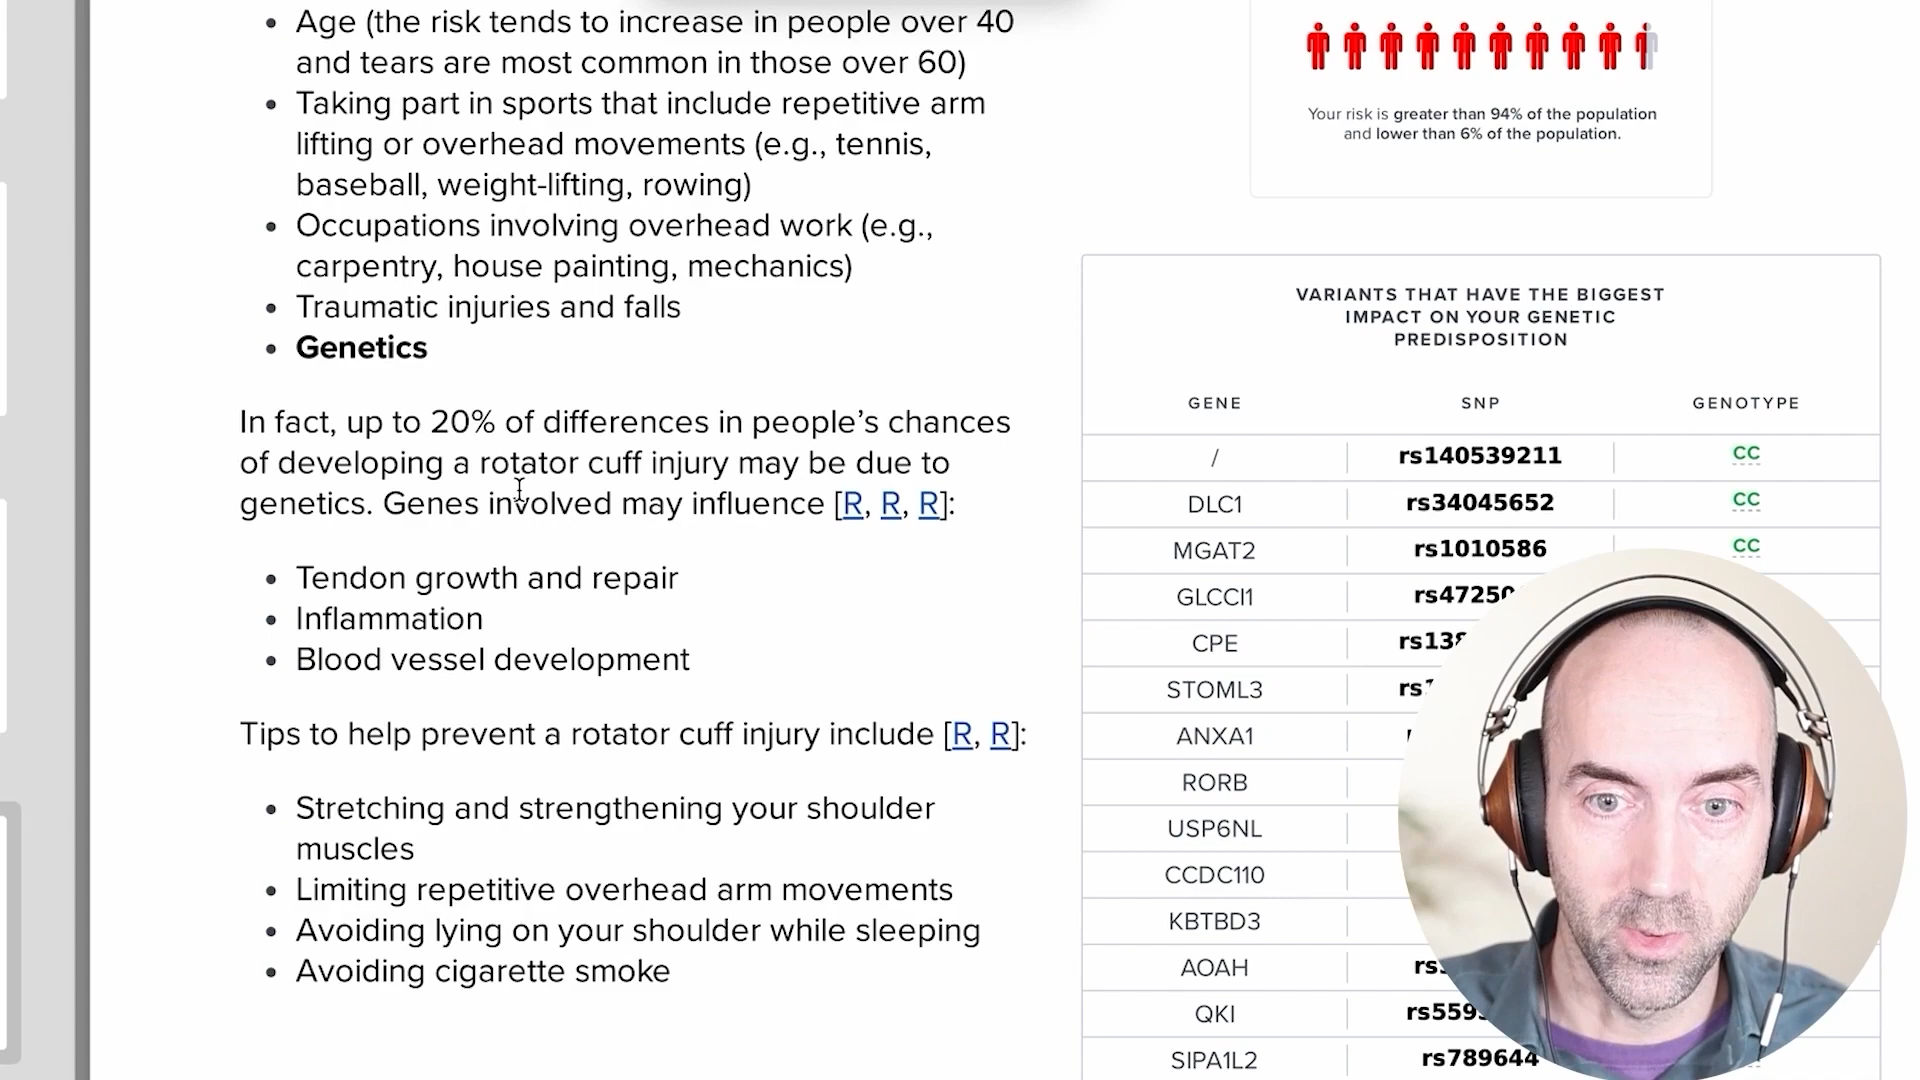 Age (the risk tends to increase in people over 40
and tears are most common in those over 60)
Taking part in sports that include repetitive arm
lifting or overhead movements (e.g., tennis,
baseball, weight-lifting, rowing)
Occupations involving overhead work (e.g.,
carpentry, house painting, mechanics)
Traumatic injuries and falls
Genetics
In fact, up to 20% of differences in people's chances
of developing a rotator cuff injury may be due to
genetics. Genes involved may influence [R, R, R]:
Tendon growth and repair
Inflammation
Blood vessel development
Tips to help prevent a rotator cuff injury include [R, R]:
Stretching and strengthening your shoulder
muscles
Limiting repetitive overhead arm movements
Avoiding lying on your shoulder while sleeping
Avoiding cigarette smoke
Your risk is greater than 94% of the population
and lower than 6% of the population.
VARIANTS THAT HAVE THE BIGGEST
IMPACT ON YOUR GENETIC
PREDISPOSITION
GENE SNP GENOTYPE
/ rs140539211 CC
DLC1 rs34045652 CC
MGAT2 rs1010586 CC
GLCCI1
CPE
STOML3
ANXA1
RORB
USP6NL
CCDC110
KBTBD3
AOAH
QKI
SIPA1L2 rs789644